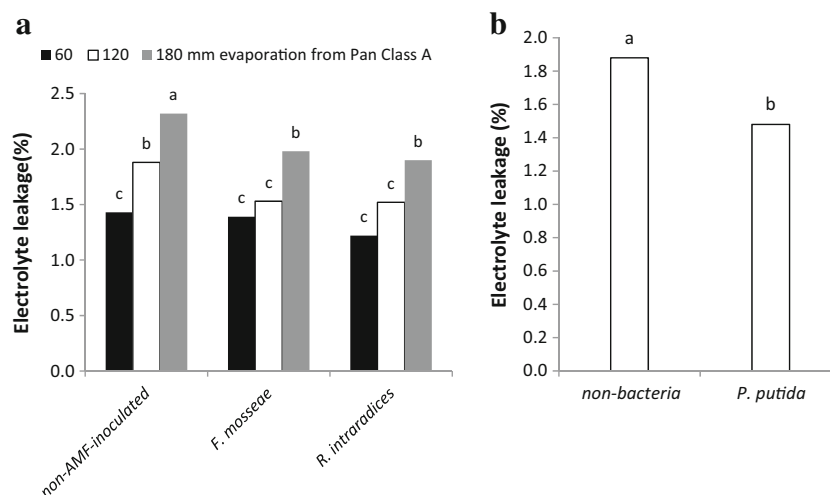 a
60 120 180 mm evaporation from Pan Class A
Electrolyte leakage(%)
2.5
2.0
1.5
1.0
0.5
0.0
c
b
a
c
c
b
c
c
b
non-AMF-inoculated
F. mosseae
R. intraradices
b
Electrolyte leakage (%)
2.0
1.8
1.6
1.4
1.2
1.0
0.8
0.6
0.4
0.2
0.0
a
b
non-bacteria
P. putida